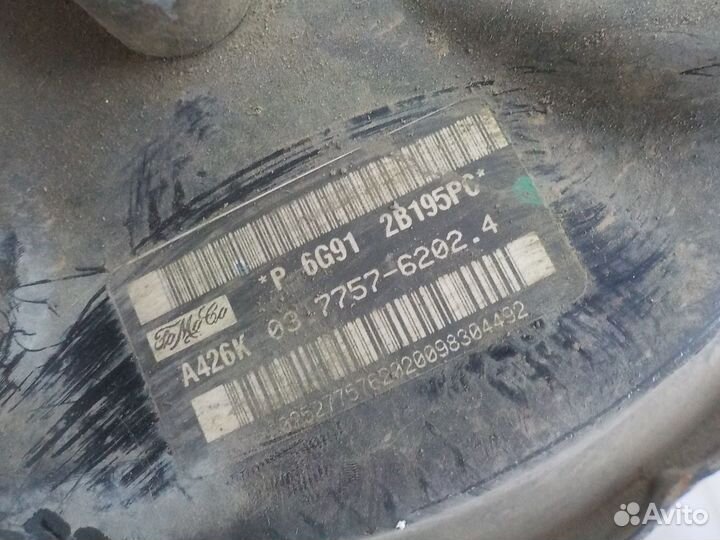 *P 6G91 2B195PC*
FoMoCo
A426K 03 7757-6202.4
Avito